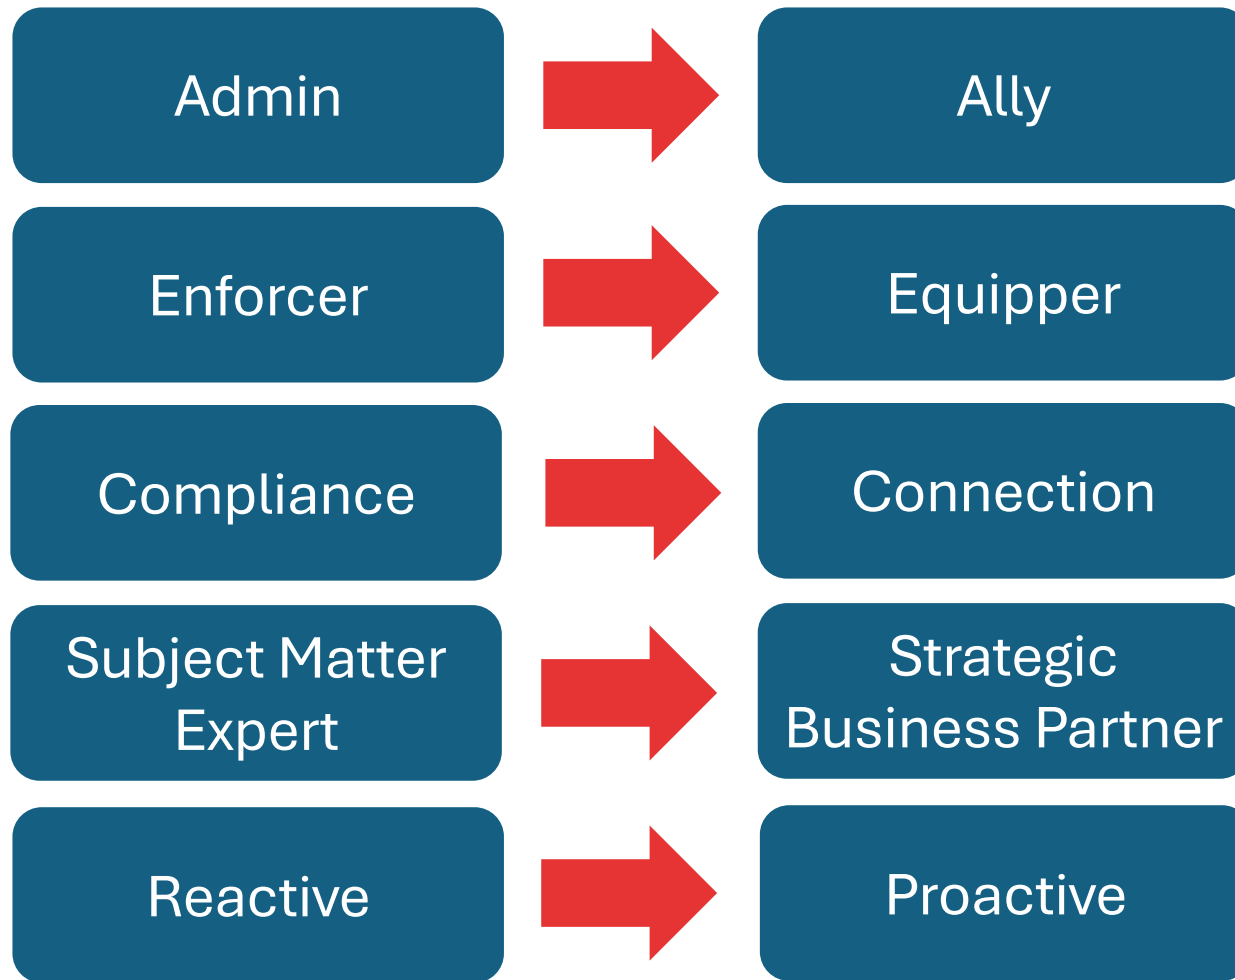 Admin
Ally
Enforcer
Equipper
Compliance
Connection
Subject Matter
Expert
Strategic
Business Partner
Reactive
Proactive